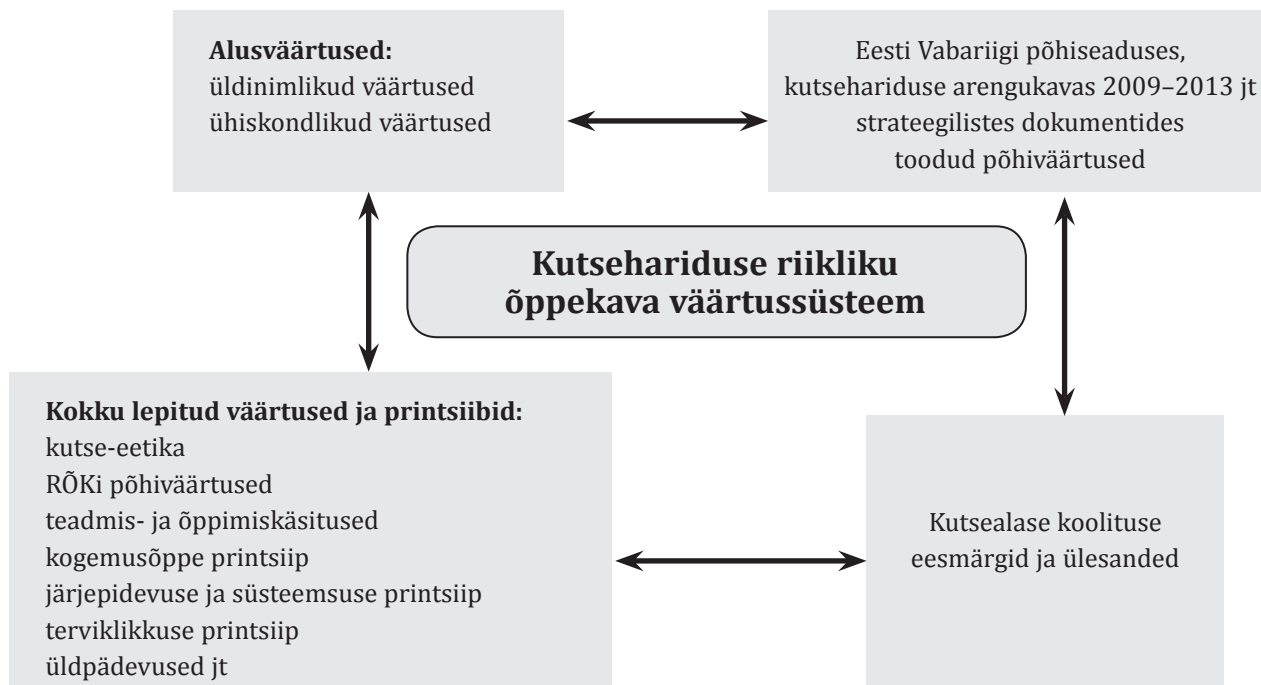 Alusväärtused:
üldinimlikud väärtused
ühiskondlikud väärtused
Eesti Vabariigi põhiseaduses,
kutsehariduse arengukavas 2009–2013 jt
strateegilistes dokumentides
toodud põhiväärtused
Kutsehariduse riikliku
õppekava väärtussüsteem
Kokku lepitud väärtused ja printsiibid:
kutse-eetika
RÕKi põhiväärtused
teadmis- ja õppimiskäsitused
kogemusõppe printsiip
järjepidevuse ja süsteemsuse printsiip
terviklikkuse printsiip
üldpädevused jt
Kutsealase koolituse
eesmärgid ja ülesanded